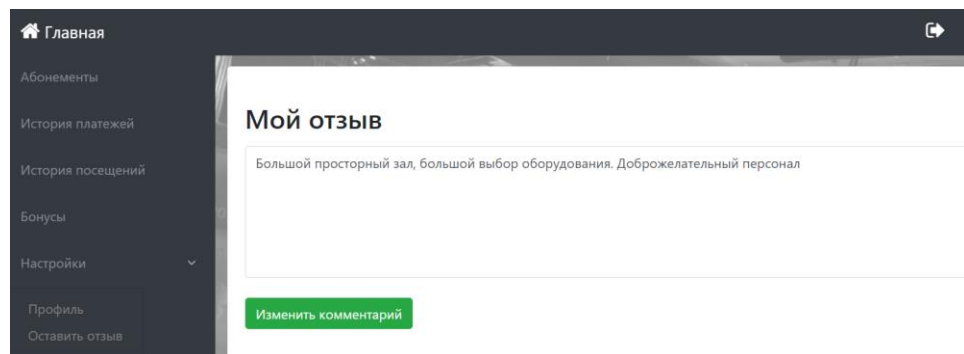 Главная
Абонементы
История платежей
История посещений
Бонусы
Настройки
Профиль
Оставить отзыв
Мой отзыв
Большой просторный зал, большой выбор оборудования. Доброжелательный персонал
Изменить комментарий